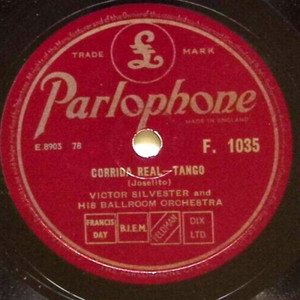 TRADE MARK
Parlophone
MADE IN ENGLAND
E.8903 78
F. 1035
CORRIDA REAL—TANGO
(Joselito)
VICTOR SILVESTER and
HIS BALLROOM ORCHESTRA
FRANCIS DAY
B.I.E.M.
FELDMAN
DIX LTD.